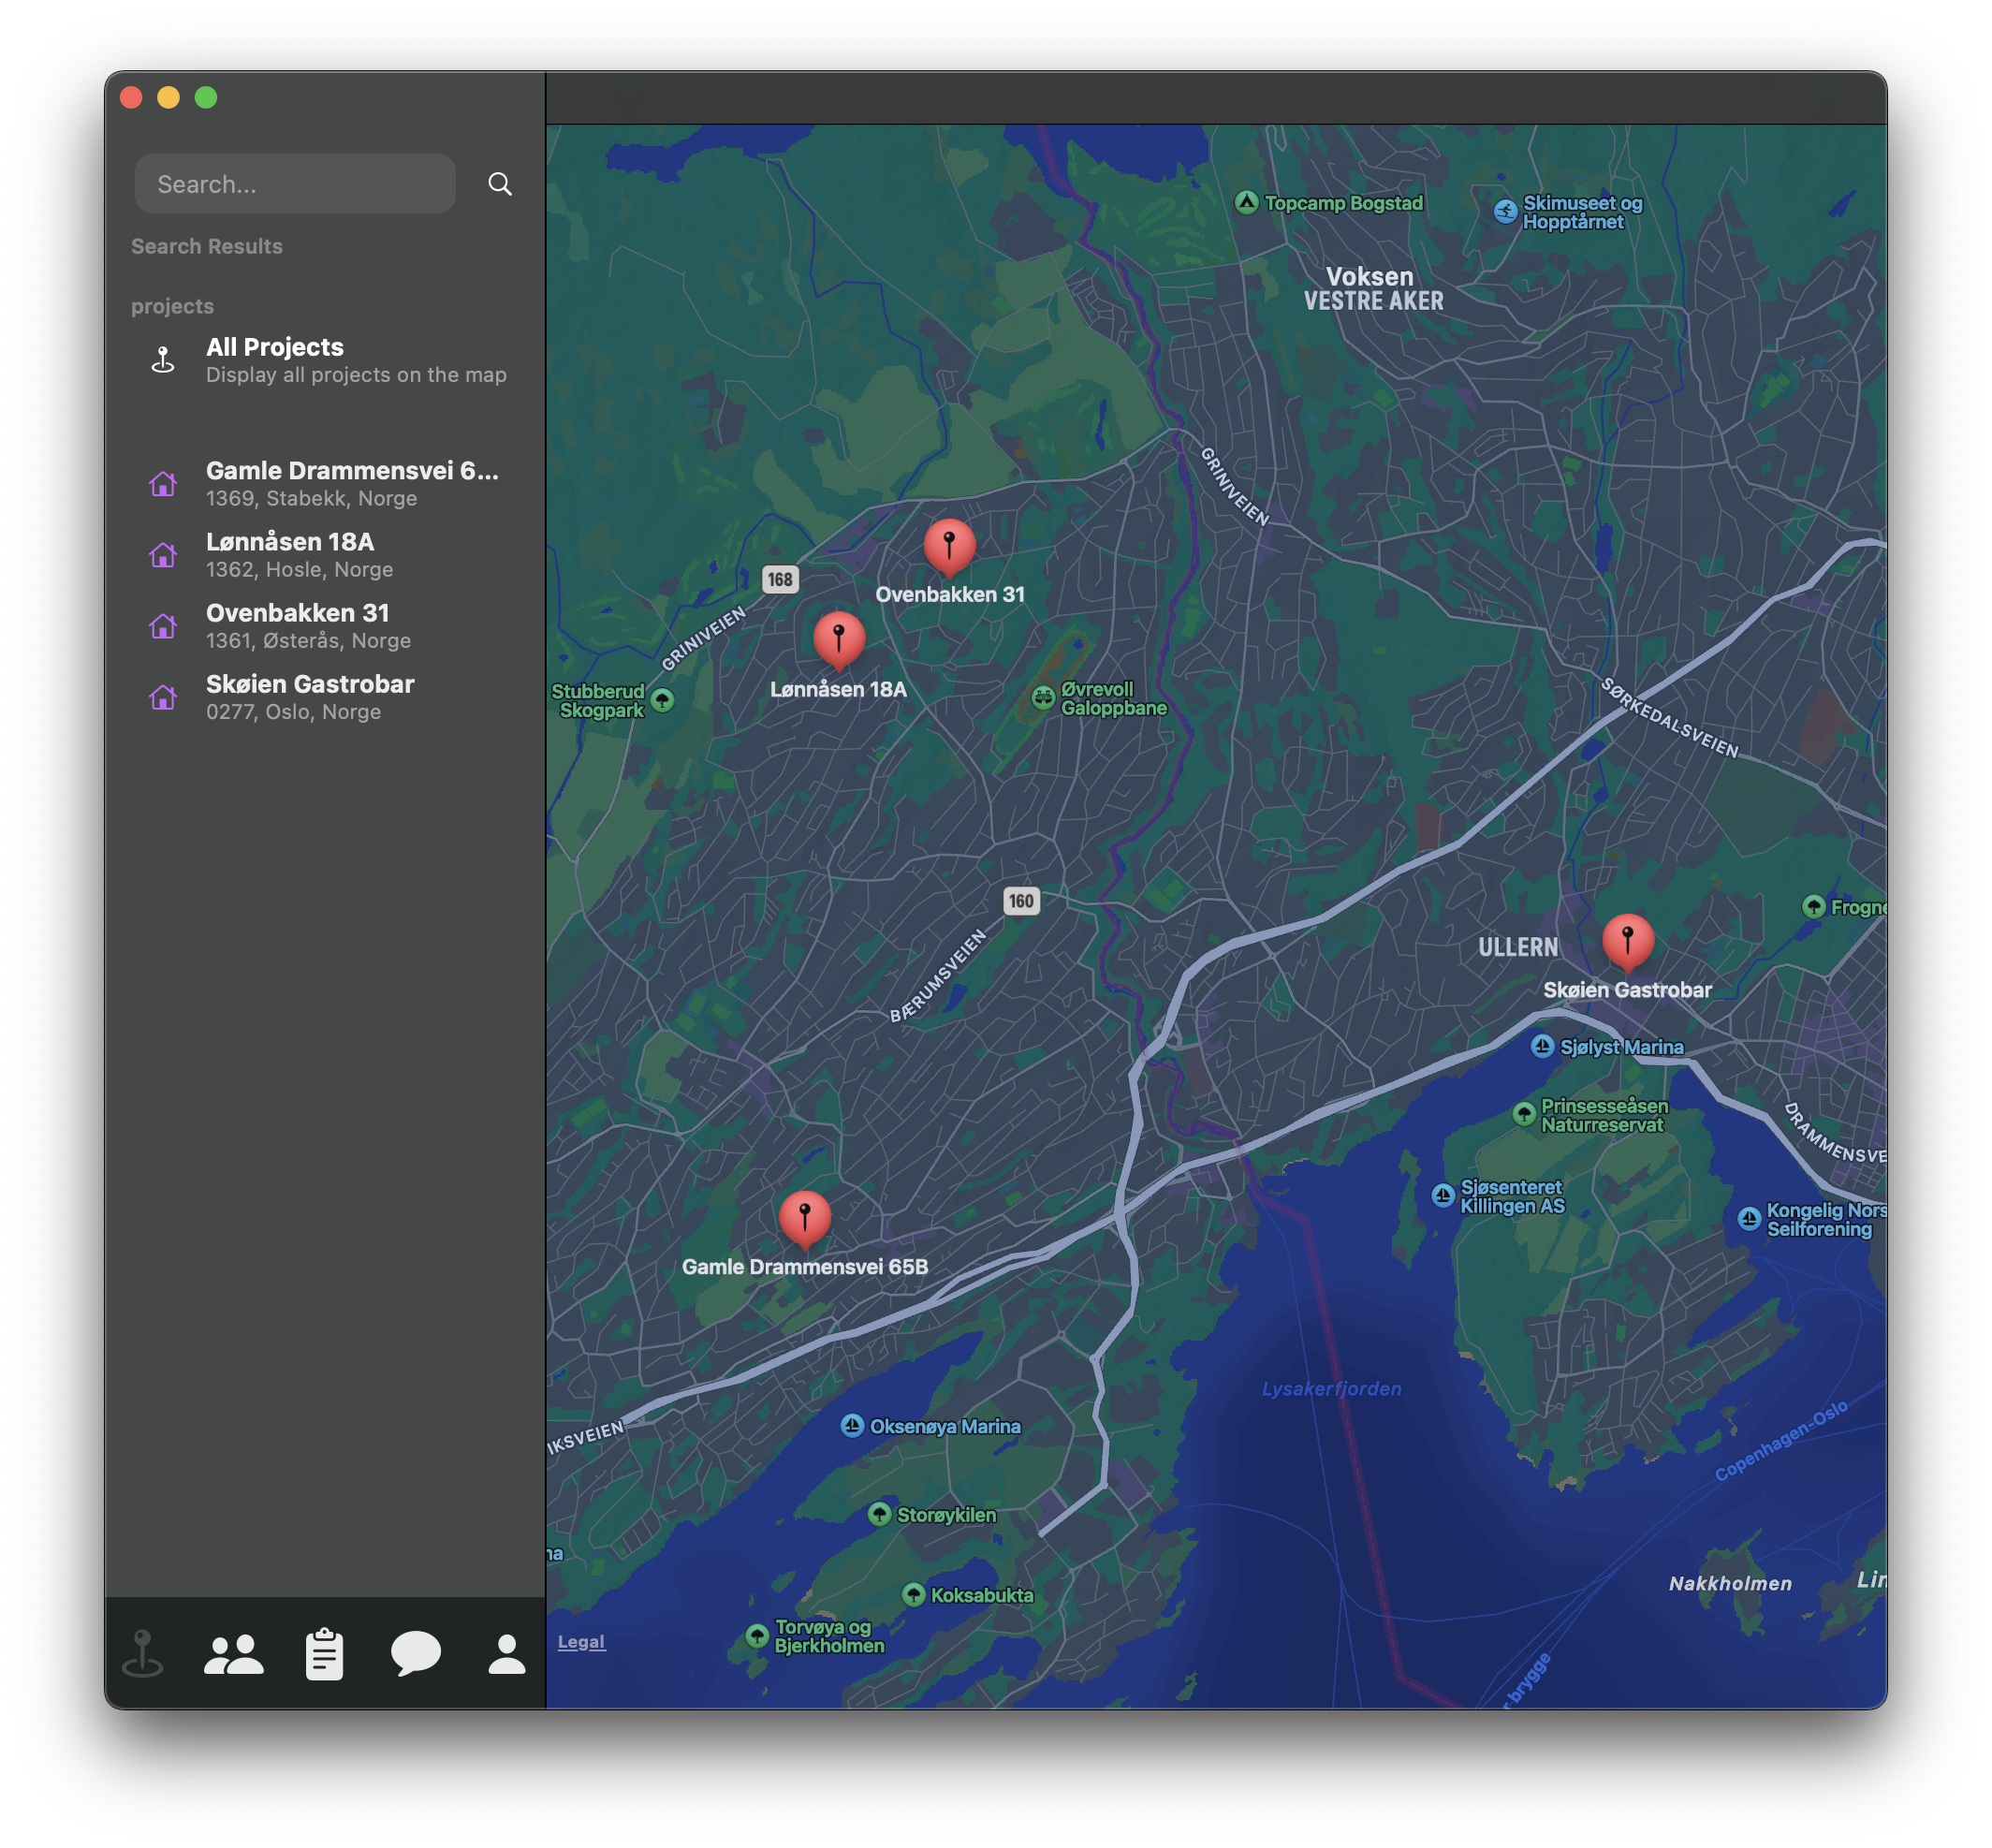 Search...
Search Results
projects
All Projects
Display all projects on the map
Gamle Drammensvei 6...
1369, Stabekk, Norge
Lønnåsen 18A
1362, Hosle, Norge
Ovenbakken 31
1361, Østerås, Norge
Skøien Gastrobar
0277, Oslo, Norge
Topcamp Bogstad
Skimuseet og
Hopptårnet
Voksen
VESTRE AKER
GRINIVEIEN
168
Ovenbakken 31
GRINIVEIEN
Lønnåsen 18A
Stubberud
Skogpark
Øvrevoll
Galoppbane
SØRKEDALSVEIEN
160
Frogne
BÆRUMSVEIEN
ULLERN
Skøien Gastrobar
Sjølyst Marina
Prinsesseåsen
Naturreservat
DRAMMENSVE
Sjøsenteret
Killingen AS
Kongelig Nors
Seilforening
Gamle Drammensvei 65B
Lysakerfjorden
IKSVEIEN
Oksenøya Marina
Copenhagen-Oslo
Storøykilen
na
Nakkholmen
Lin
Koksabukta
Torvøya og
Bjerkholmen
Legal
r brygge